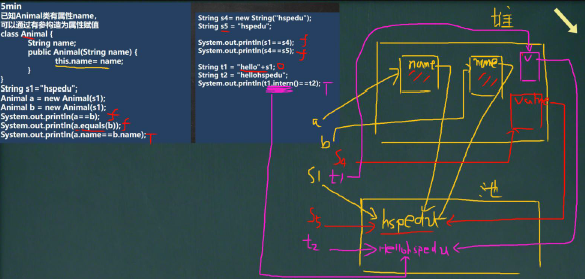 5min
已知Animal类有属性name,
可以通过有参构造为属性赋值
class Animal {
String name;
public Animal(String name) {
this.name= name;
}
}
String s1="hspedu";
Animal a = new Animal(s1);
Animal b = new Animal(s1);
System.out.println(a==b); f
System.out.println(a.equals(b)); f
System.out.println(a.name==b.name); T
String s4= new String("hspedu");
String s5 = "hspedu";
System.out.println(s1==s4); f
System.out.println(s4==s5); f
String t1 = "hello"+s1;
String t2 = "hellohspedu";
System.out.println(t1.intern()==t2); T
堆
name
name
v
value
a
b
s4
t1
s1
池
s5
hspedu
t2
Hellohspedu